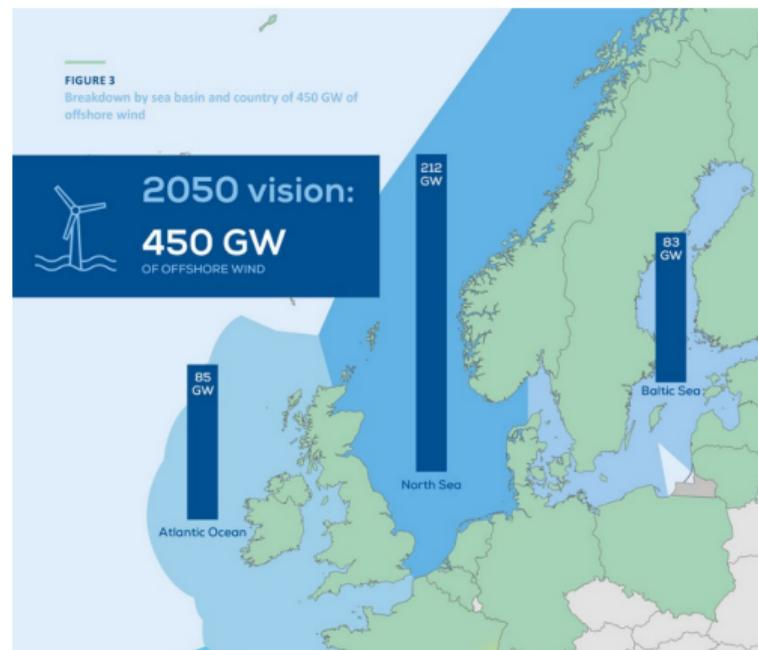 FIGURE 3
Breakdown by sea basin and country of 450 GW of
offshore wind
2050 vision:
450 GW
OF OFFSHORE WIND
212
GW
83
GW
Baltic Sea
85
GW
North Sea
Atlantic Ocean